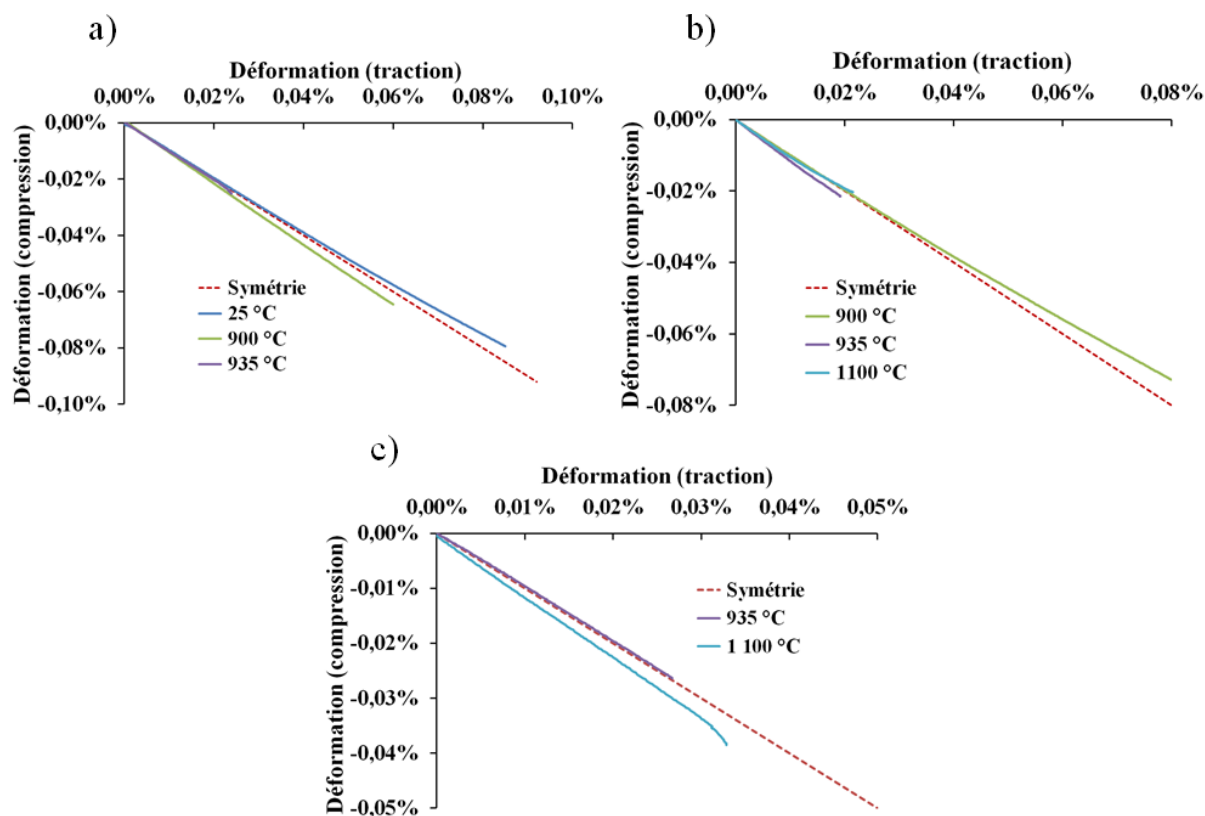 a)
Déformation (traction)
0,00% 0,02% 0,04% 0,06% 0,08% 0,10%
Déformation (compression)
0,00%
-0,02%
-0,04%
-0,06%
-0,08%
-0,10%
Symétrie
25 °C
900 °C
935 °C
b)
Déformation (traction)
0,00% 0,02% 0,04% 0,06% 0,08%
Déformation (compression)
0,00%
-0,02%
-0,04%
-0,06%
-0,08%
Symétrie
900 °C
935 °C
1100 °C
c)
Déformation (traction)
0,00% 0,01% 0,02% 0,03% 0,04% 0,05%
Déformation (compression)
0,00%
-0,01%
-0,02%
-0,03%
-0,04%
-0,05%
Symétrie
935 °C
1 100 °C